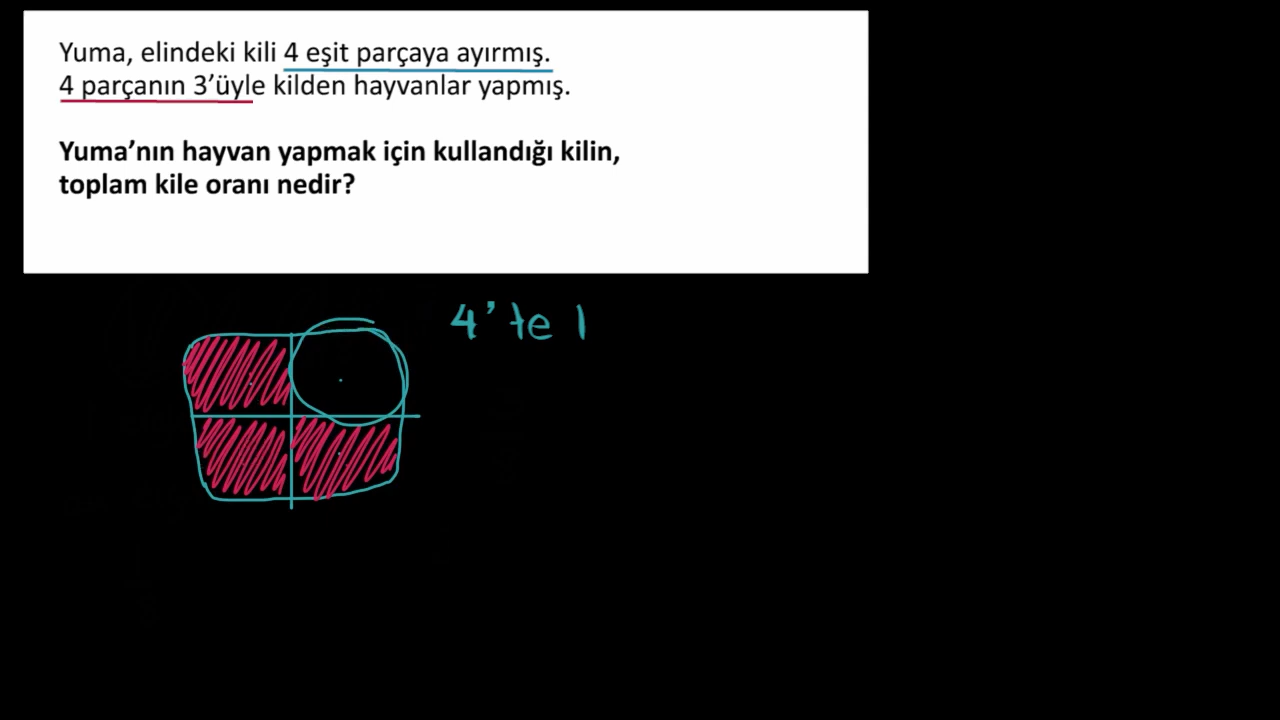 Yuma, elindeki kili 4 eşit parçaya ayırmış.
4 parçanın 3’üyle kilden hayvanlar yapmış.
Yuma’nın hayvan yapmak için kullandığı kilin,
toplam kile oranı nedir?
4’te 1